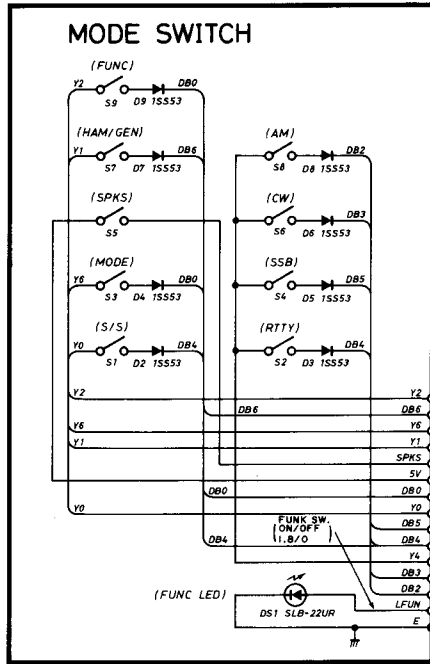 MODE SWITCH
(FUNC)
Y2 DB0
S9 D9 1SS53
(HAM/GEN)
Y1 DB6
S7 D7 1SS53
(AM)
DB2
S8 D8 1SS53
(SPKS)
S5
(CW)
DB3
S6 D6 1SS53
(MODE)
Y6 DB0
S3 D4 1SS53
(SSB)
DB5
S4 D5 1SS53
(S/S)
Y0 DB4
S1 D2 1SS53
(RTTY)
DB4
S2 D3 1SS53
Y2 Y2
DB6 DB6
Y6 Y6
Y1 Y1
SPKS
5V
DB0 DB0
Y0 Y0
FUNK SW.
ON/OFF
1.8/0
DB5
DB4 DB4
Y4
DB3
DB2
(FUNC LED)
LFUN
DS1 SLB-22UR
E